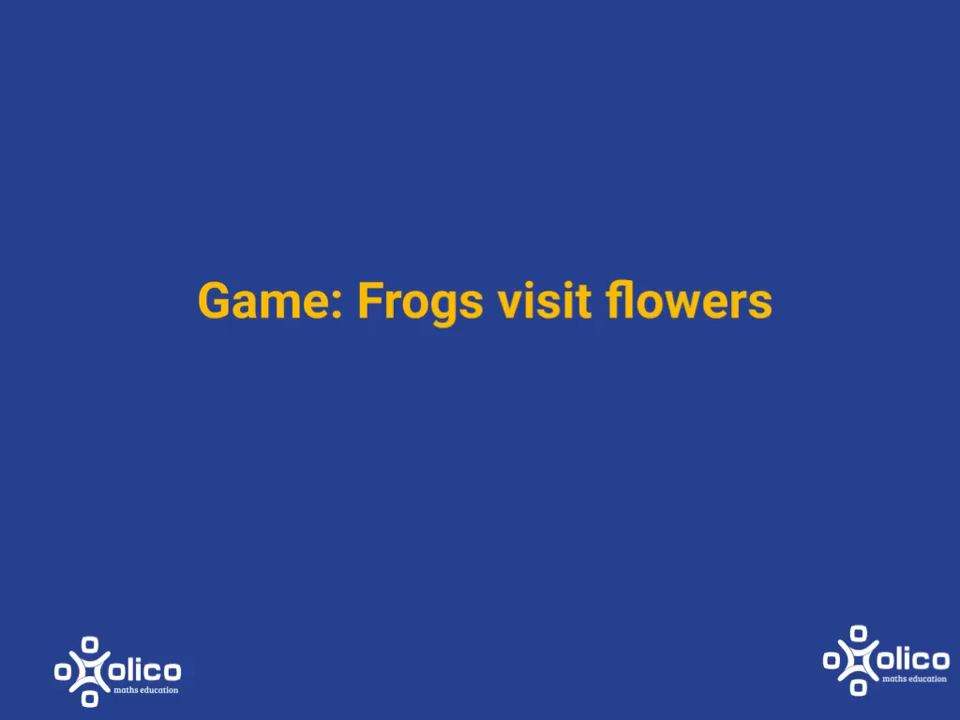 Game: Frogs visit flowers
olico
maths education
olico
maths education